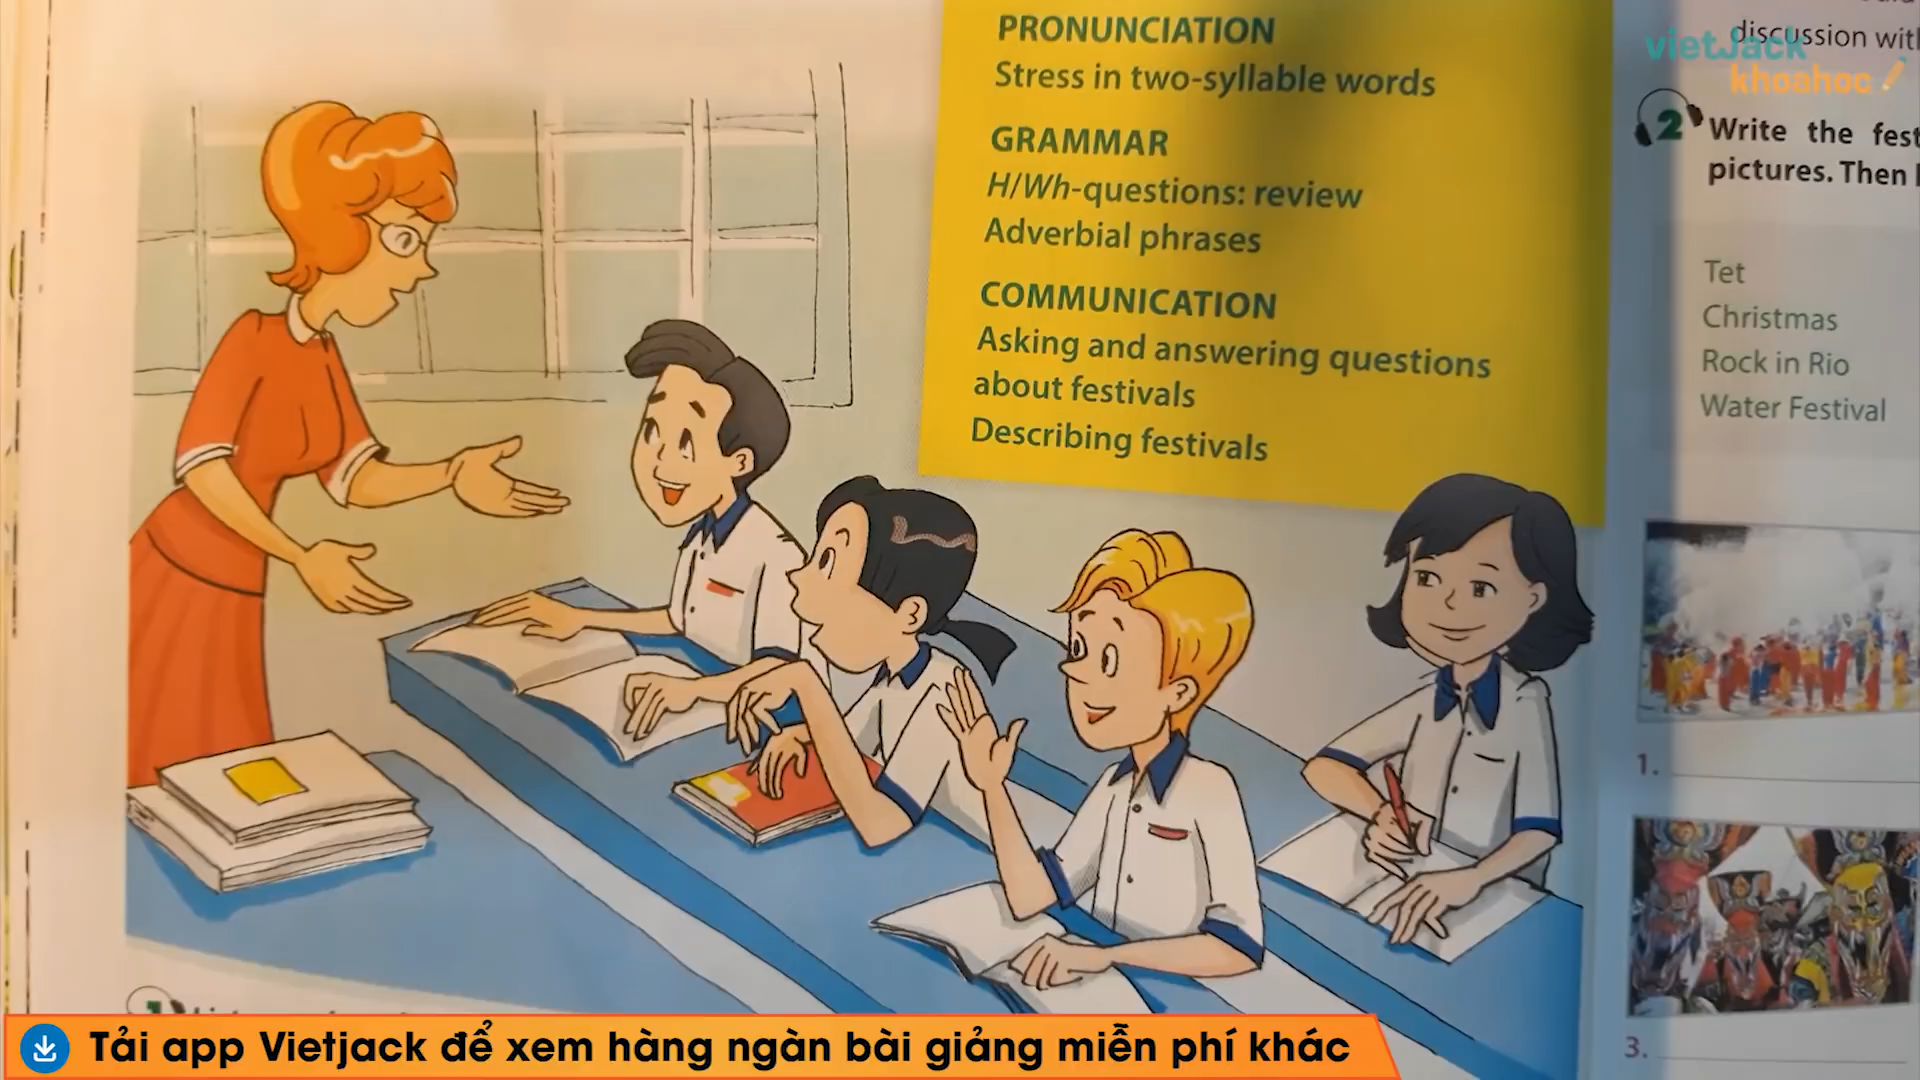 PRONUNCIATION
Stress in two-syllable words
GRAMMAR
H/Wh-questions: review
Adverbial phrases
COMMUNICATION
Asking and answering questions
about festivals
Describing festivals
discussion with
vietJack
khoahoc
2 Write the fest
pictures. Then
Tet
Christmas
Rock in Rio
Water Festival
1.
3.
1
Tải app Vietjack để xem hàng ngàn bài giảng miễn phí khác